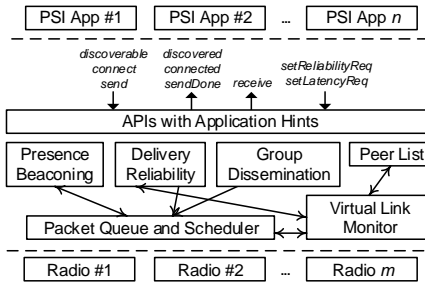 PSI App #1 PSI App #2 ... PSI App n
discoverable discovered setReliabilityReq
connect connected receive setLatencyReq
send sendDone
APIs with Application Hints
Presence Delivery Group Peer List
Beaconing Reliability Dissemination
Virtual Link
Packet Queue and Scheduler Monitor
Radio #1 Radio #2 ... Radio m